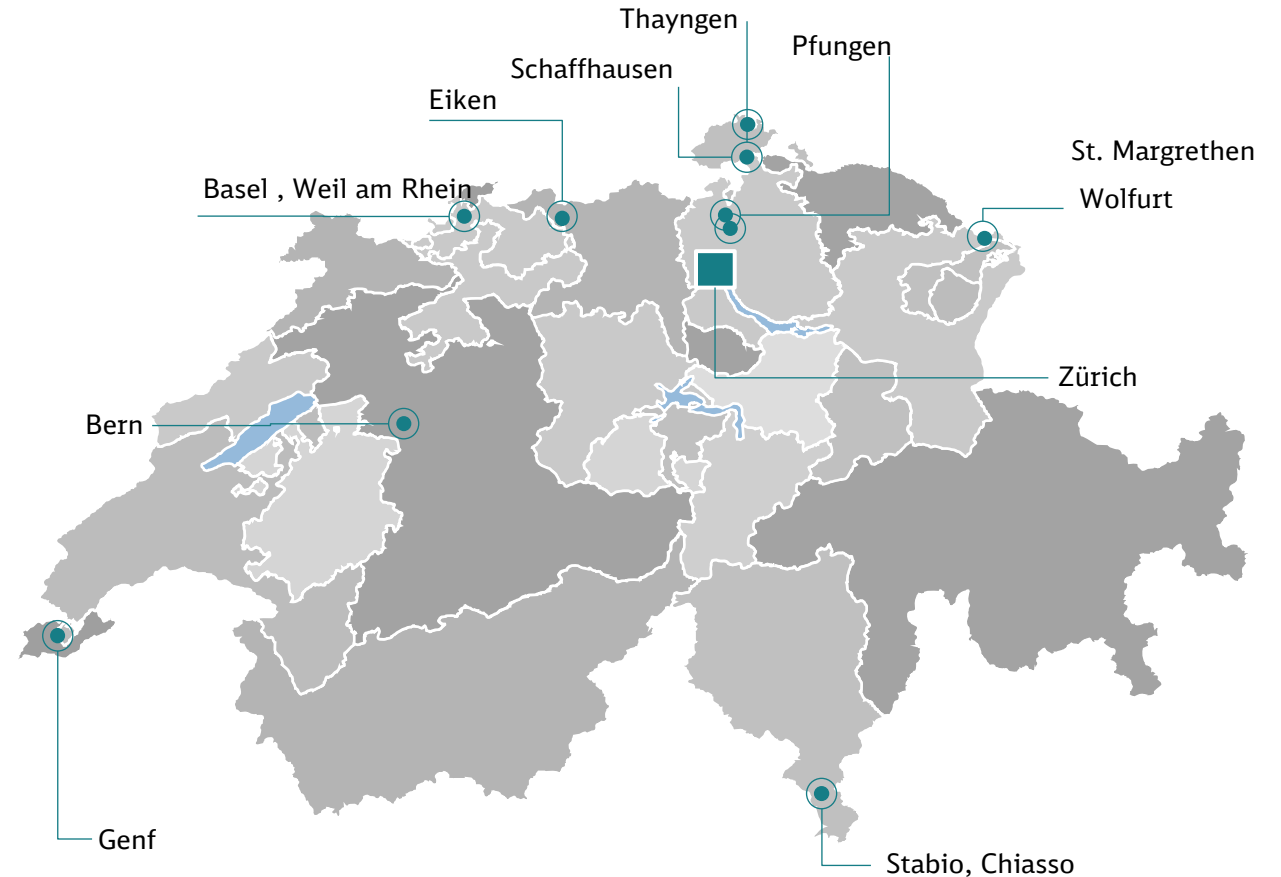 Thayngen
Pfungen
Schaffhausen
Eiken
St. Margrethen
Basel , Weil am Rhein
Wolfurt
Zürich
Bern
Genf
Stabio, Chiasso